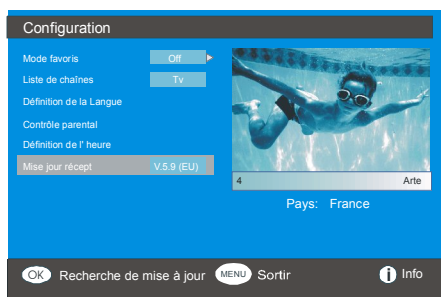 Configuration
Mode favoris Off
Liste de chaînes Tv
Définition de la Langue
Contrôle parental
Définition de l' heure
Mise jour récept V.5.9 (EU)
4 Arte
Pays: France
OK Recherche de mise à jour MENU Sortir i Info